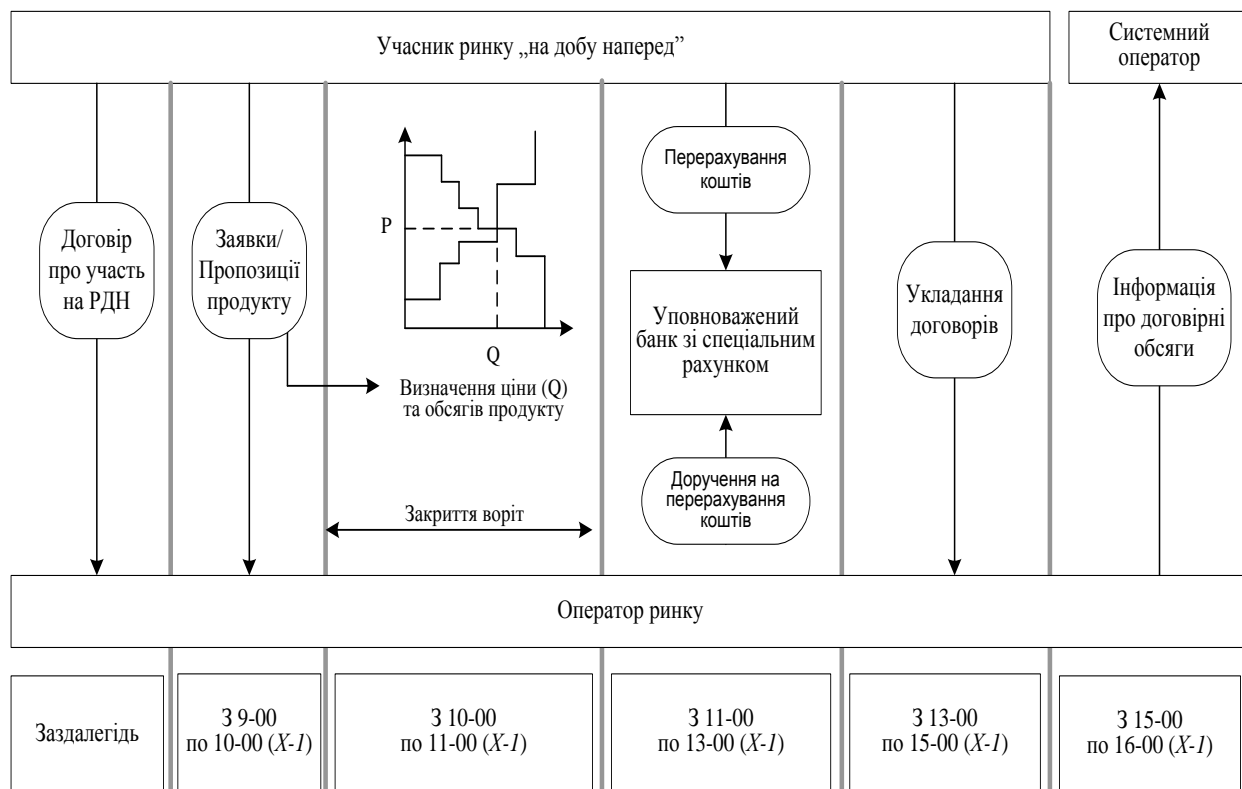 Учасник ринку „на добу наперед”
Системний
оператор
Договір
про участь
на РДН
Заявки/
Пропозиції
продукту
P
Q
Визначення ціни (Q)
та обсягів продукту
Закриття воріт
Перерахування
коштів
Уповноважений
банк зі спеціальним
рахунком
Доручення на
перерахування
коштів
Укладання
договорів
Інформація
про договірні
обсяги
Оператор ринку
Заздалегідь
З 9-00
по 10-00 (X-1)
З 10-00
по 11-00 (X-1)
З 11-00
по 13-00 (X-1)
З 13-00
по 15-00 (X-1)
З 15-00
по 16-00 (X-1)